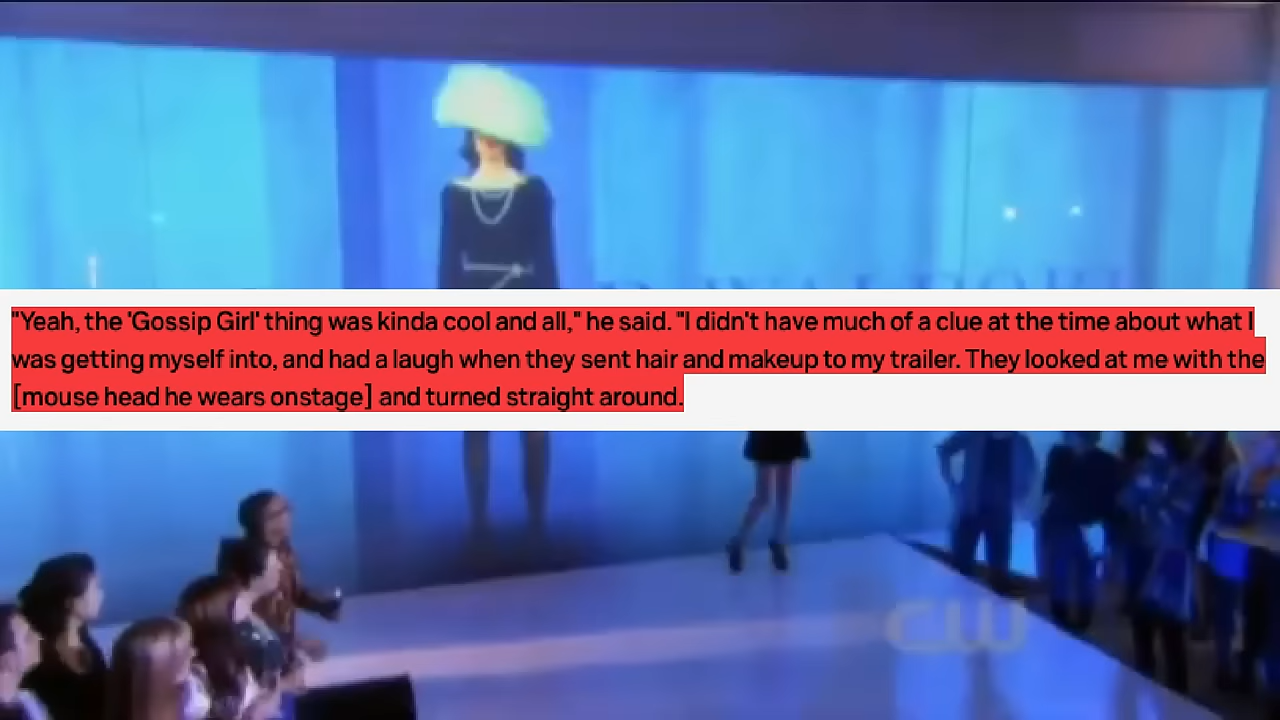 "Yeah, the 'Gossip Girl' thing was kinda cool and all," he said. "I didn't have much of a clue at the time about what I
was getting myself into, and had a laugh when they sent hair and makeup to my trailer. They looked at me with the
[mouse head he wears onstage] and turned straight around.
CW